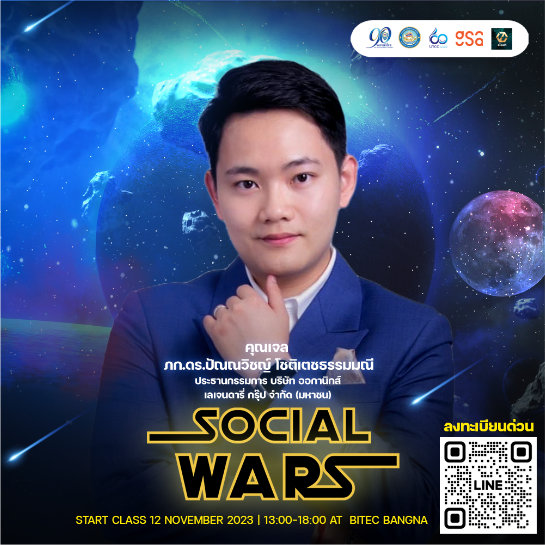 90
UTCC
GSA
คุณเจล
ภก.ดร.ปัณณวิชญ์ โชติเตชธรรมมณี
ประธานกรรมการ บริษัท ออกานิกส์
เลเจนดารี่ กรุ๊ป จำกัด (มหาชน)
SOCIAL
WARS
ลงทะเบียนด่วน
LINE
START CLASS 12 NOVEMBER 2023 | 13:00-18:00 AT BITEC BANGNA